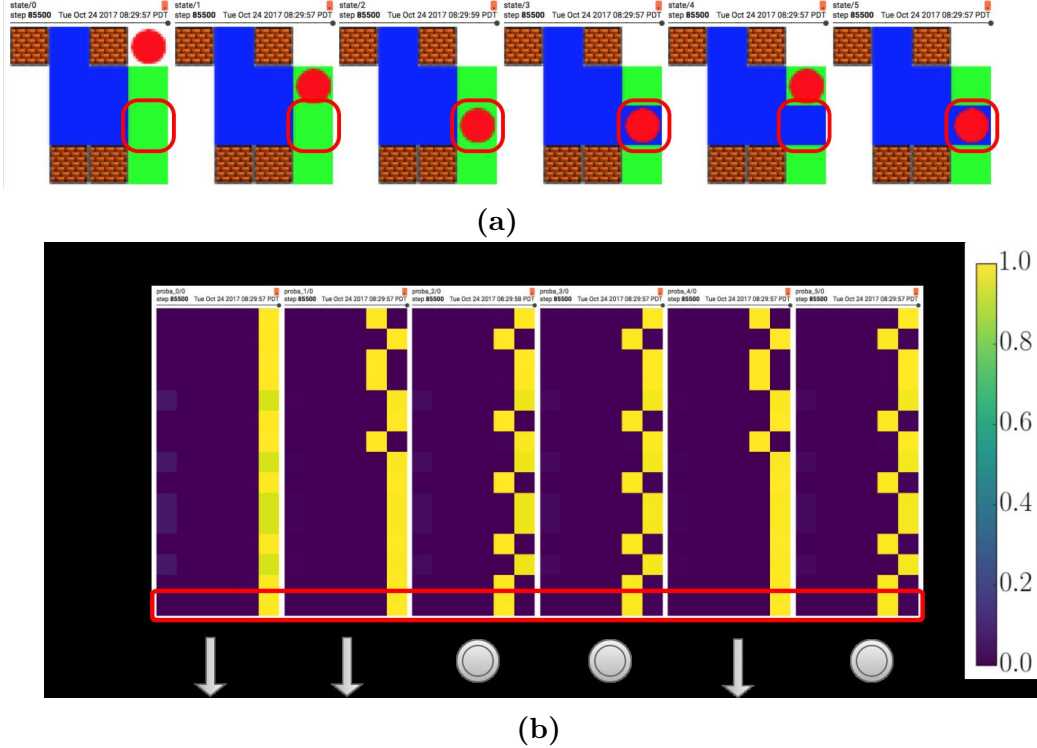 state/0 state/1 state/2 state/3 state/4 state/5
step 85500 Tue Oct 24 2017 08:29:57 PDT step 85500 Tue Oct 24 2017 08:29:57 PDT step 85500 Tue Oct 24 2017 08:29:59 PDT step 85500 Tue Oct 24 2017 08:29:57 PDT step 85500 Tue Oct 24 2017 08:29:57 PDT step 85500 Tue Oct 24 2017 08:29:57 PDT
(a)
proba_0/0 proba_1/0 proba_2/0 proba_3/0 proba_4/0 proba_5/0
step 85500 Tue Oct 24 2017 08:29:57 PDT step 85500 Tue Oct 24 2017 08:29:57 PDT step 85500 Tue Oct 24 2017 08:29:58 PDT step 85500 Tue Oct 24 2017 08:29:57 PDT step 85500 Tue Oct 24 2017 08:29:57 PDT step 85500 Tue Oct 24 2017 08:29:57 PDT
1.0
0.8
0.6
0.4
0.2
0.0
(b)